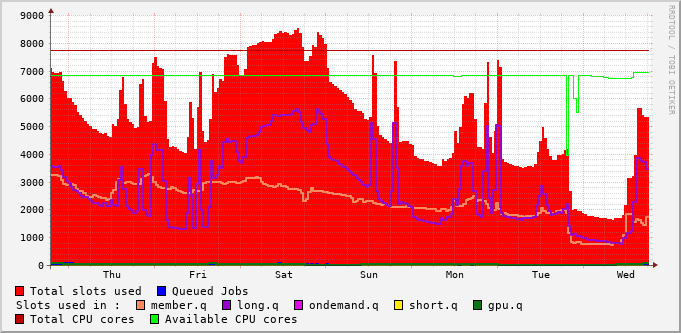 9000
8000
7000
6000
5000
4000
3000
2000
1000
0
Thu Fri Sat Sun Mon Tue Wed
RRDTOOL / TOBI OETIKER
Total slots used Queued Jobs
Slots used in : member.q long.q ondemand.q short.q gpu.q
Total CPU cores Available CPU cores